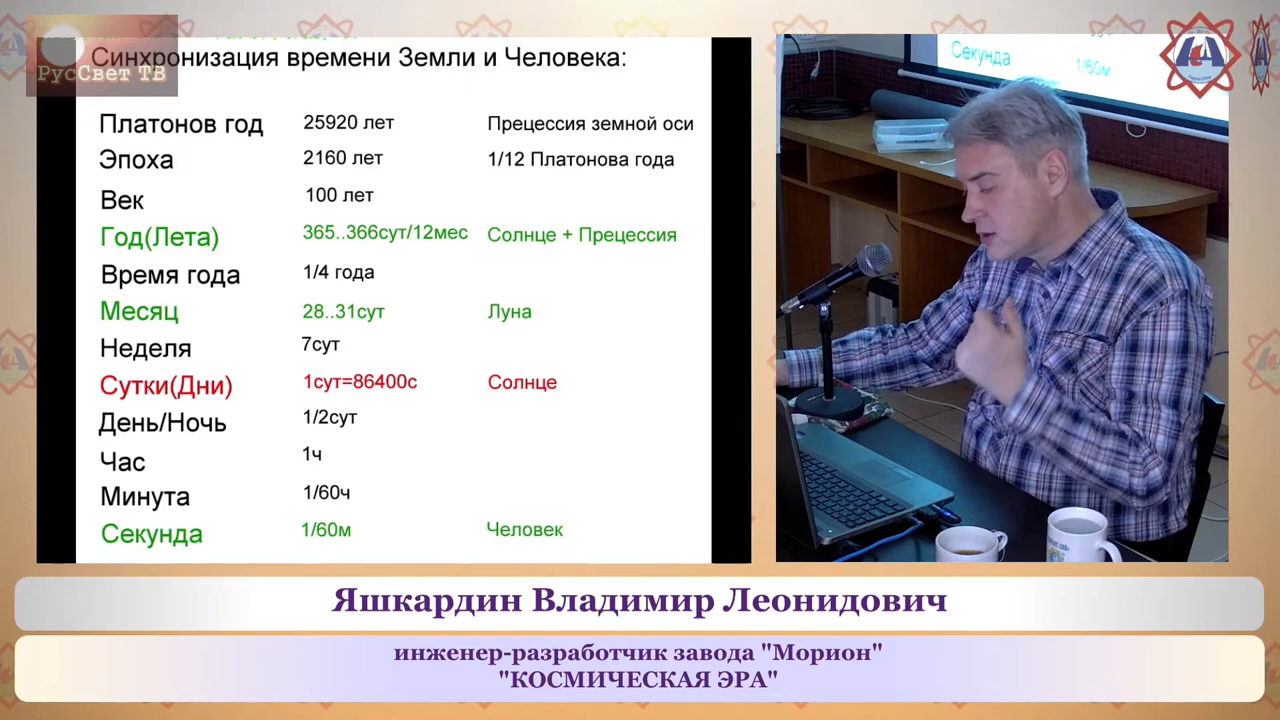 РусСвет ТВ
Синхронизация времени Земли и Человека:
Платонов год 25920 лет Прецессия земной оси
Эпоха 2160 лет 1/12 Платонова года
Век 100 лет
Год(Лета) 365..366сут/12мес Солнце + Прецессия
Время года 1/4 года
Месяц 28..31сут Луна
Неделя 7сут
Сутки(Дни) 1сут=86400с Солнце
День/Ночь 1/2сут
Час 1ч
Минута 1/60ч
Секунда 1/60м Человек
Секунда 1/60м
Яшкардин Владимир Леонидович
инженер-разработчик завода "Морион"
"КОСМИЧЕСКАЯ ЭРА"